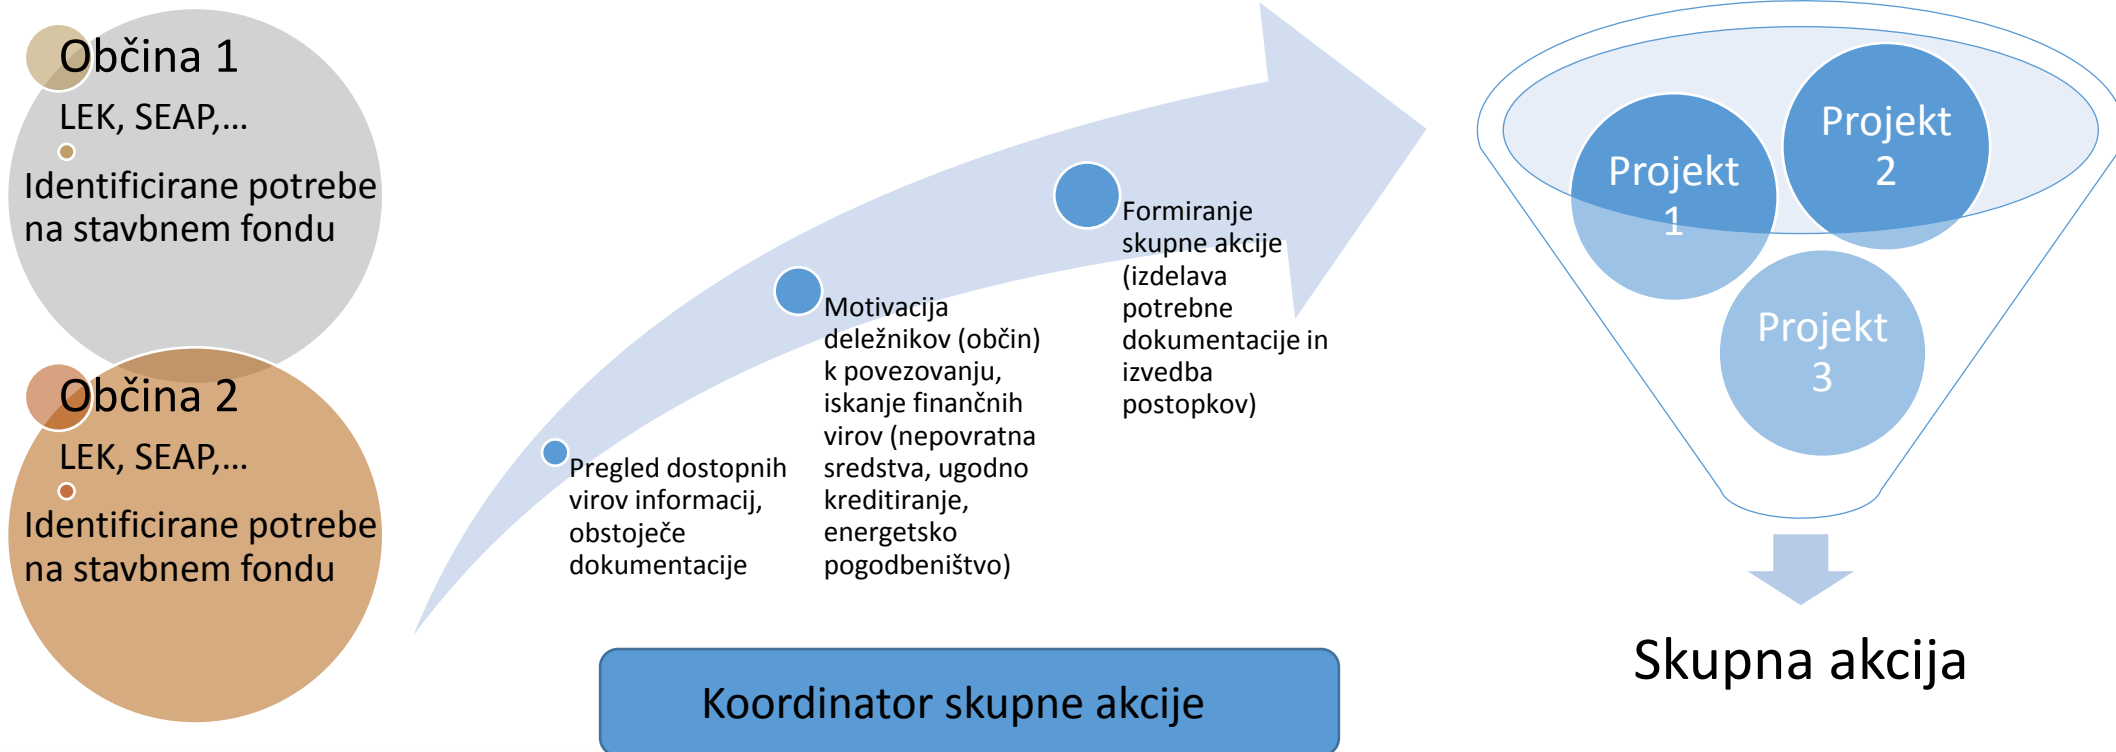 Občina 1
LEK, SEAP,...
Identificirane potrebe
na stavbnem fondu
Občina 2
LEK, SEAP,...
Identificirane potrebe
na stavbnem fondu
Pregled dostopnih
virov informacij,
obstoječe
dokumentacije
Motivacija
deležnikov (občin)
k povezovanju,
iskanje finančnih
virov (nepovratna
sredstva, ugodno
kreditiranje,
energetsko
pogodbeništvo)
Formiranje
skupne akcije
(izdelava
potrebne
dokumentacije in
izvedba
postopkov)
Koordinator skupne akcije
Projekt
1
Projekt
2
Projekt
3
Skupna akcija